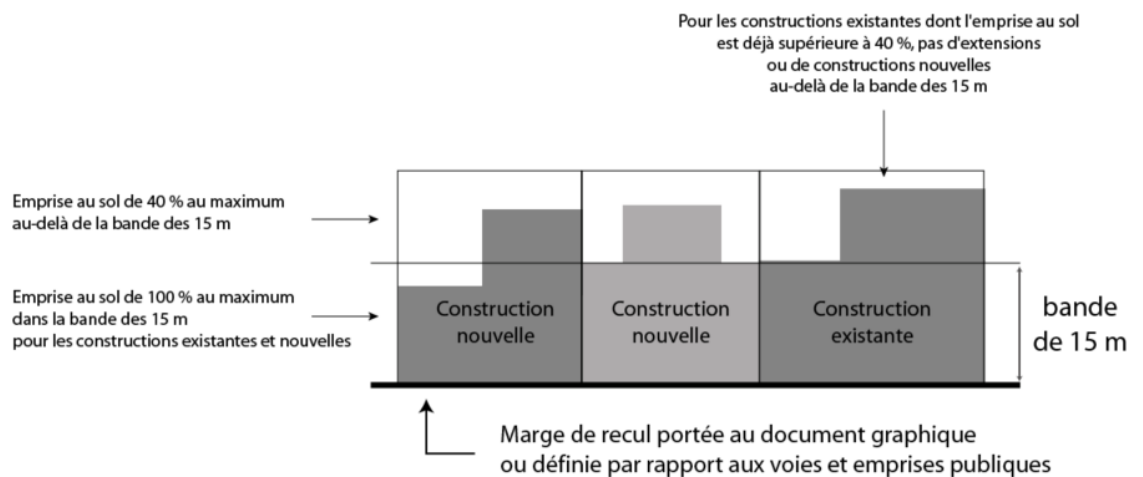 Pour les constructions existantes dont l'emprise au sol
est déjà supérieure à 40 %, pas d'extensions
ou de constructions nouvelles
au-delà de la bande des 15 m
Emprise au sol de 40 % au maximum
au-delà de la bande des 15 m
Emprise au sol de 100 % au maximum
dans la bande des 15 m
pour les constructions existantes et nouvelles
Construction
nouvelle
Construction
nouvelle
Construction
existante
bande
de 15 m
Marge de recul portée au document graphique
ou définie par rapport aux voies et emprises publiques